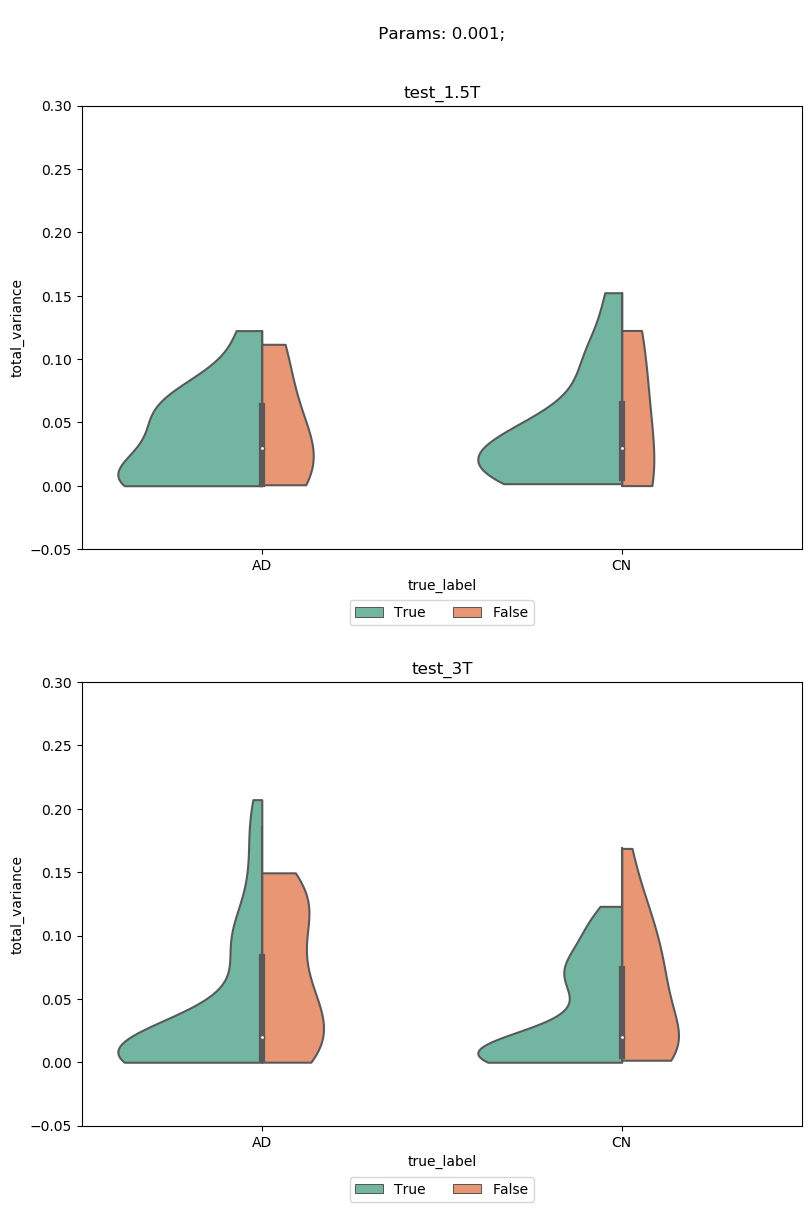 Params: 0.001;
test_1.5T
0.30
0.25
0.20
0.15
0.10
0.05
0.00
−0.05
total_variance
AD CN
true_label
True False
test_3T
0.30
0.25
0.20
0.15
0.10
0.05
0.00
−0.05
total_variance
AD CN
true_label
True False